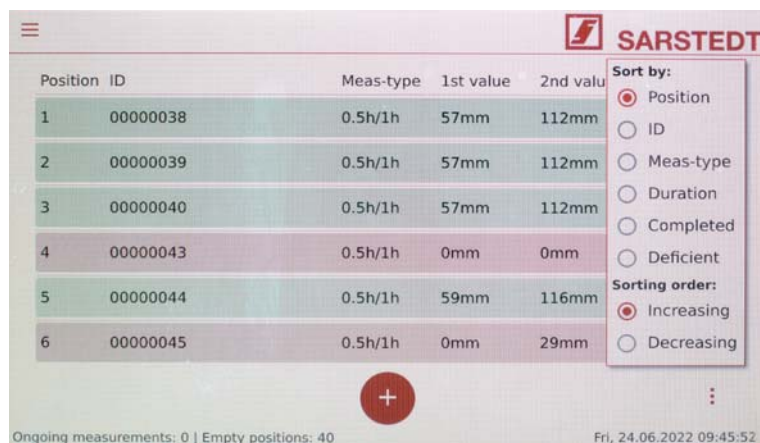 SARSTEDT
Position ID Meas-type 1st value 2nd valu
1 00000038 0.5h/1h 57mm 112mm
2 00000039 0.5h/1h 57mm 112mm
3 00000040 0.5h/1h 57mm 112mm
4 00000043 0.5h/1h 0mm 0mm
5 00000044 0.5h/1h 59mm 116mm
6 00000045 0.5h/1h 0mm 29mm
Sort by:
Position
ID
Meas-type
Duration
Completed
Deficient
Sorting order:
Increasing
Decreasing
+
Ongoing measurements: 0 | Empty positions: 40
Fri, 24.06.2022 09:45:52